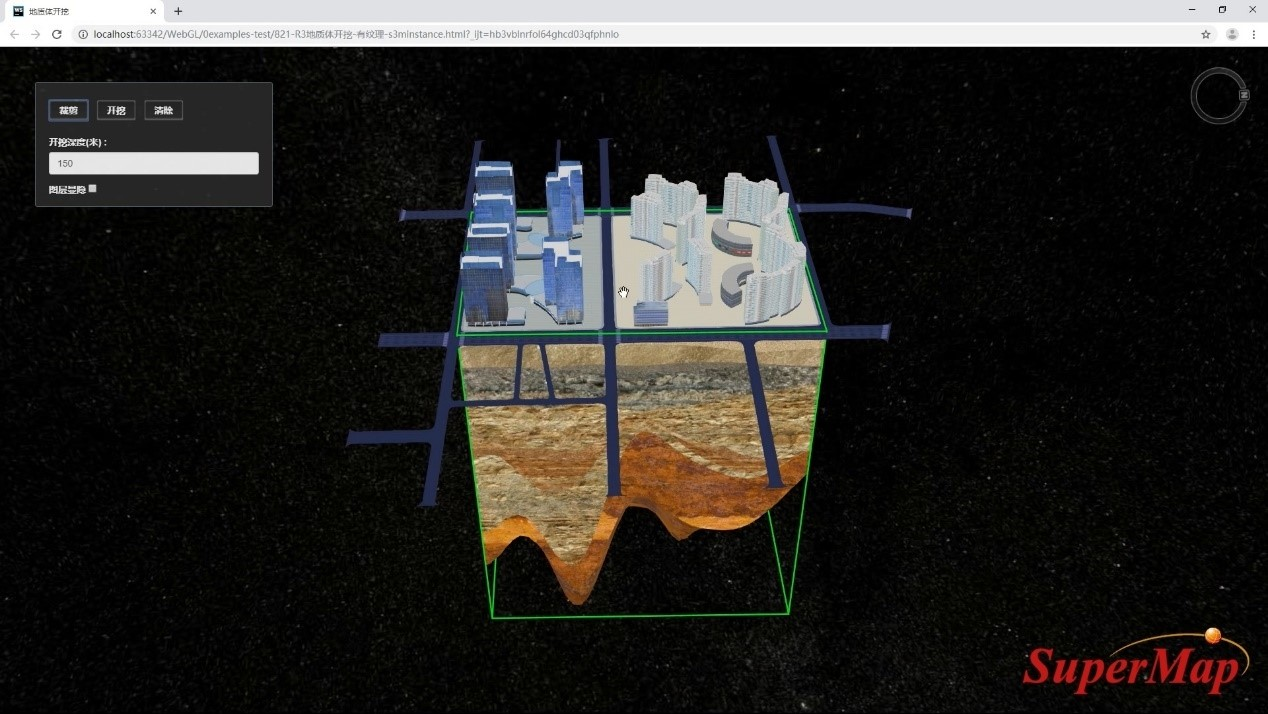 地质体开挖
localhost:63342/WebGL/0examples-test/821-R3地质体开挖-有纹理-s3minstance.html?_ijt=hb3vblnrfol64ghcd03qfphnlo
裁剪 开挖 清除
开挖深度(米) :
150
图层显隐
SuperMap